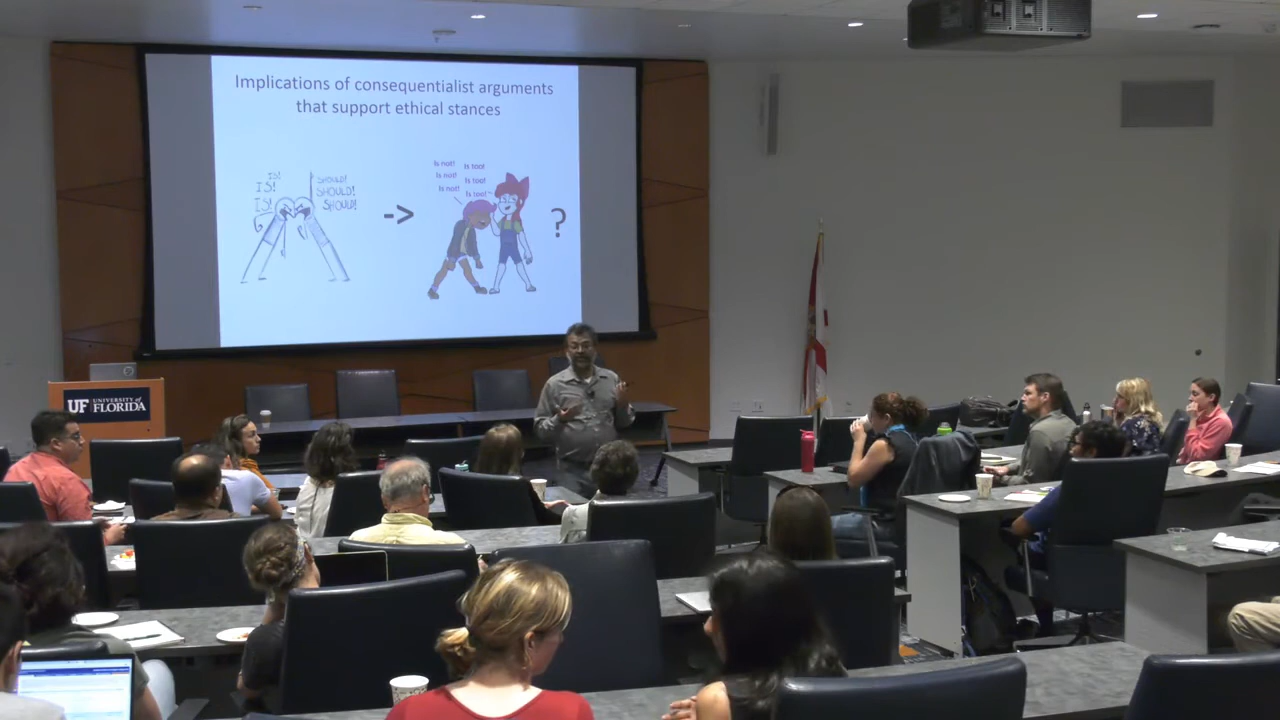 Implications of consequentialist arguments
that support ethical stances
IS!
IS!
IS!
SHOULD!
SHOULD!
SHOULD!
->
Is not!
Is not!
Is not!
Is too!
Is too!
Is too!
?
UF UNIVERSITY of
FLORIDA